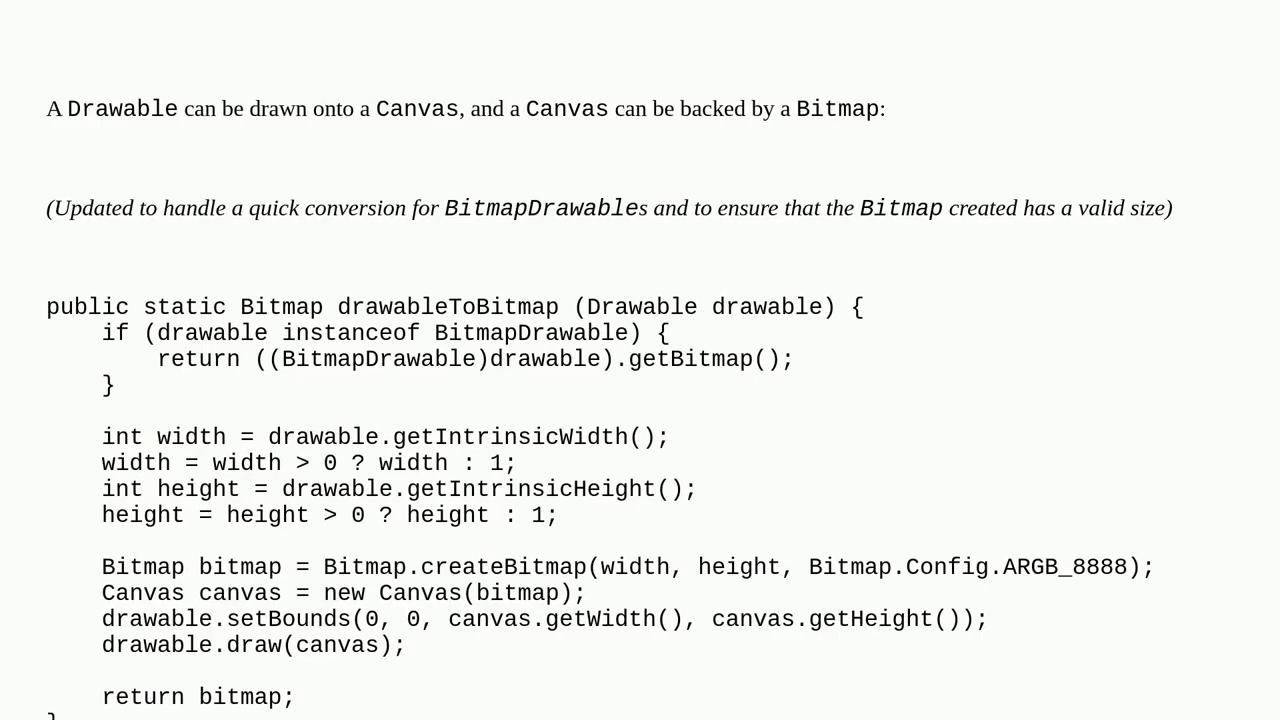 A Drawable can be drawn onto a Canvas, and a Canvas can be backed by a Bitmap:
(Updated to handle a quick conversion for BitmapDrawables and to ensure that the Bitmap created has a valid size)
public static Bitmap drawableToBitmap (Drawable drawable) {
    if (drawable instanceof BitmapDrawable) {
        return ((BitmapDrawable)drawable).getBitmap();
    }
    int width = drawable.getIntrinsicWidth();
    width = width > 0 ? width : 1;
    int height = drawable.getIntrinsicHeight();
    height = height > 0 ? height : 1;
    Bitmap bitmap = Bitmap.createBitmap(width, height, Bitmap.Config.ARGB_8888);
    Canvas canvas = new Canvas(bitmap);
    drawable.setBounds(0, 0, canvas.getWidth(), canvas.getHeight());
    drawable.draw(canvas);
    return bitmap;
}